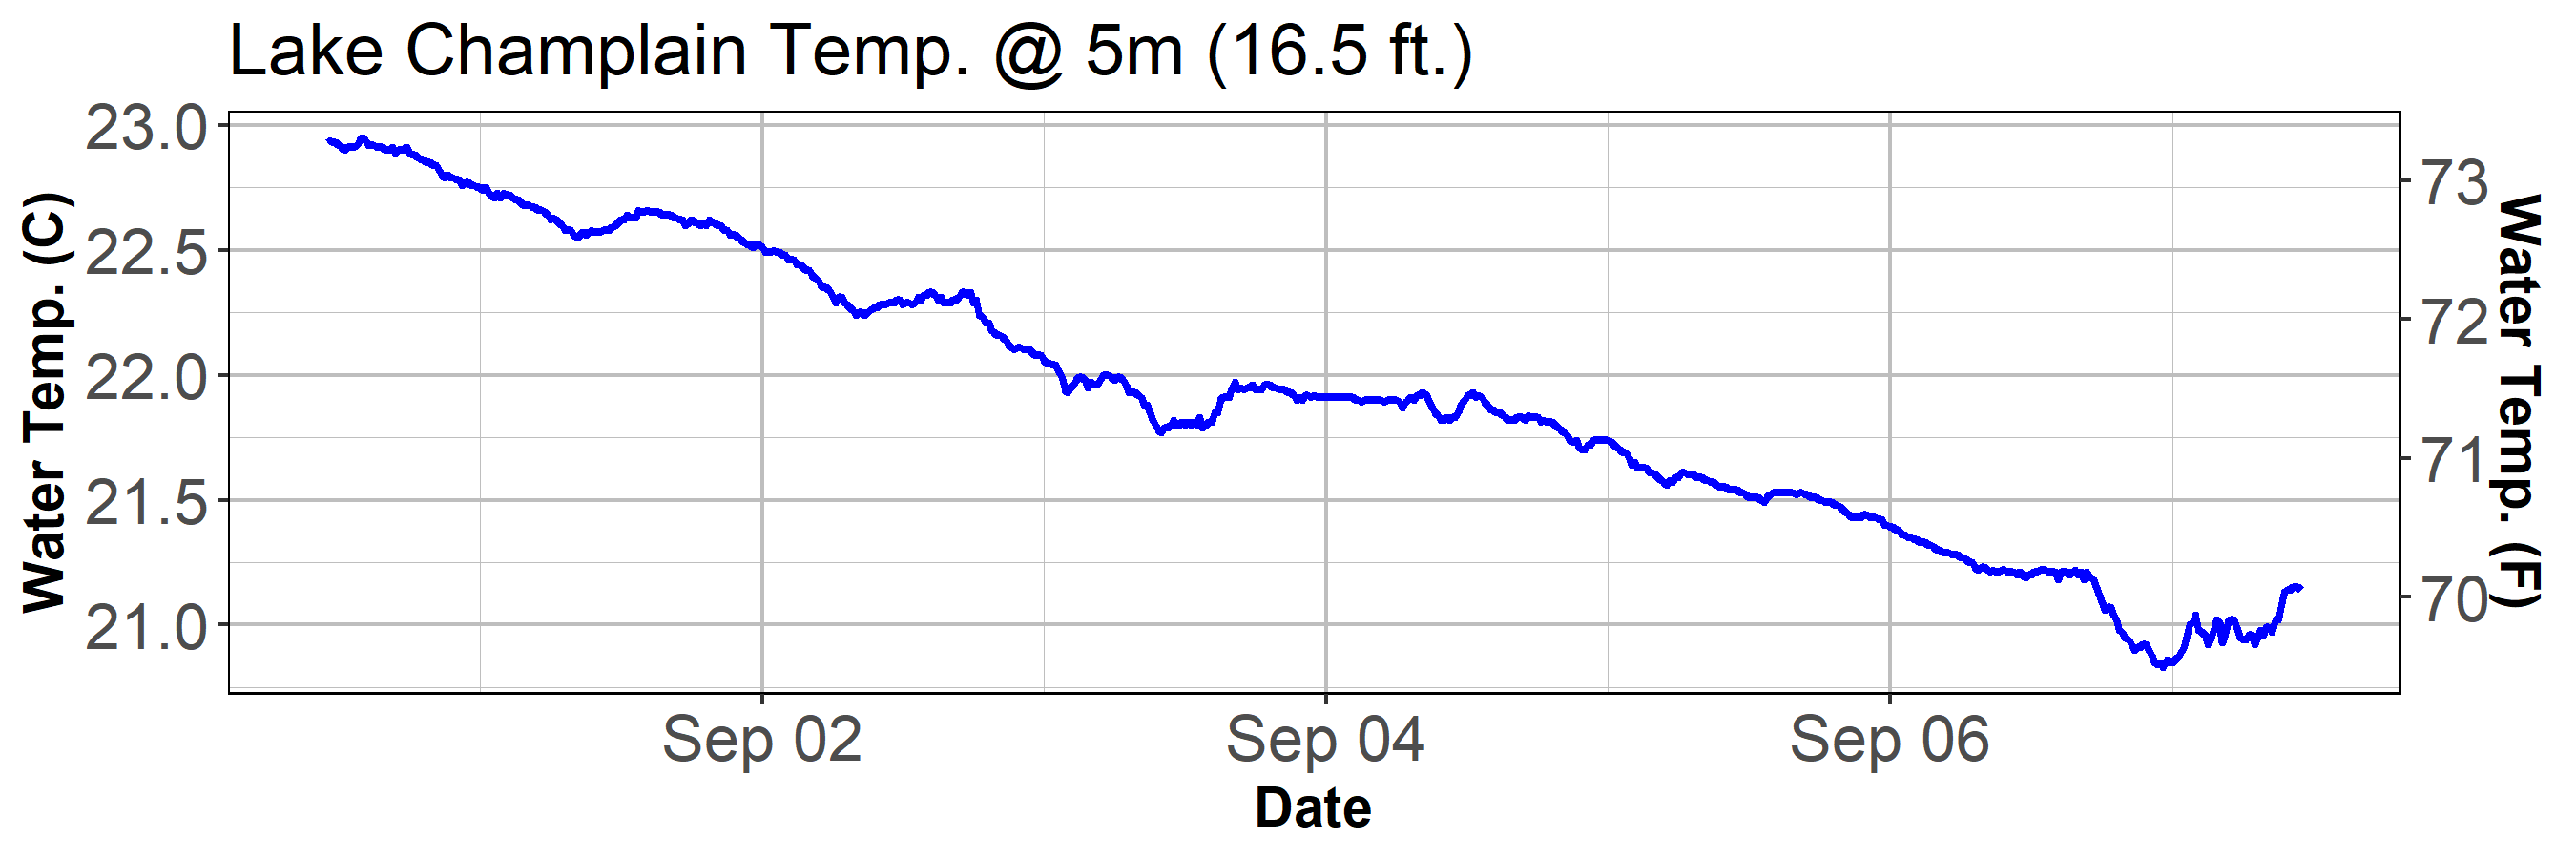 Lake Champlain Temp. @ 5m (16.5 ft.)
23.0
22.5
22.0
21.5
21.0
Water Temp. (C)
73
72
71
70
Water Temp. (F)
Sep 02
Sep 04
Sep 06
Date